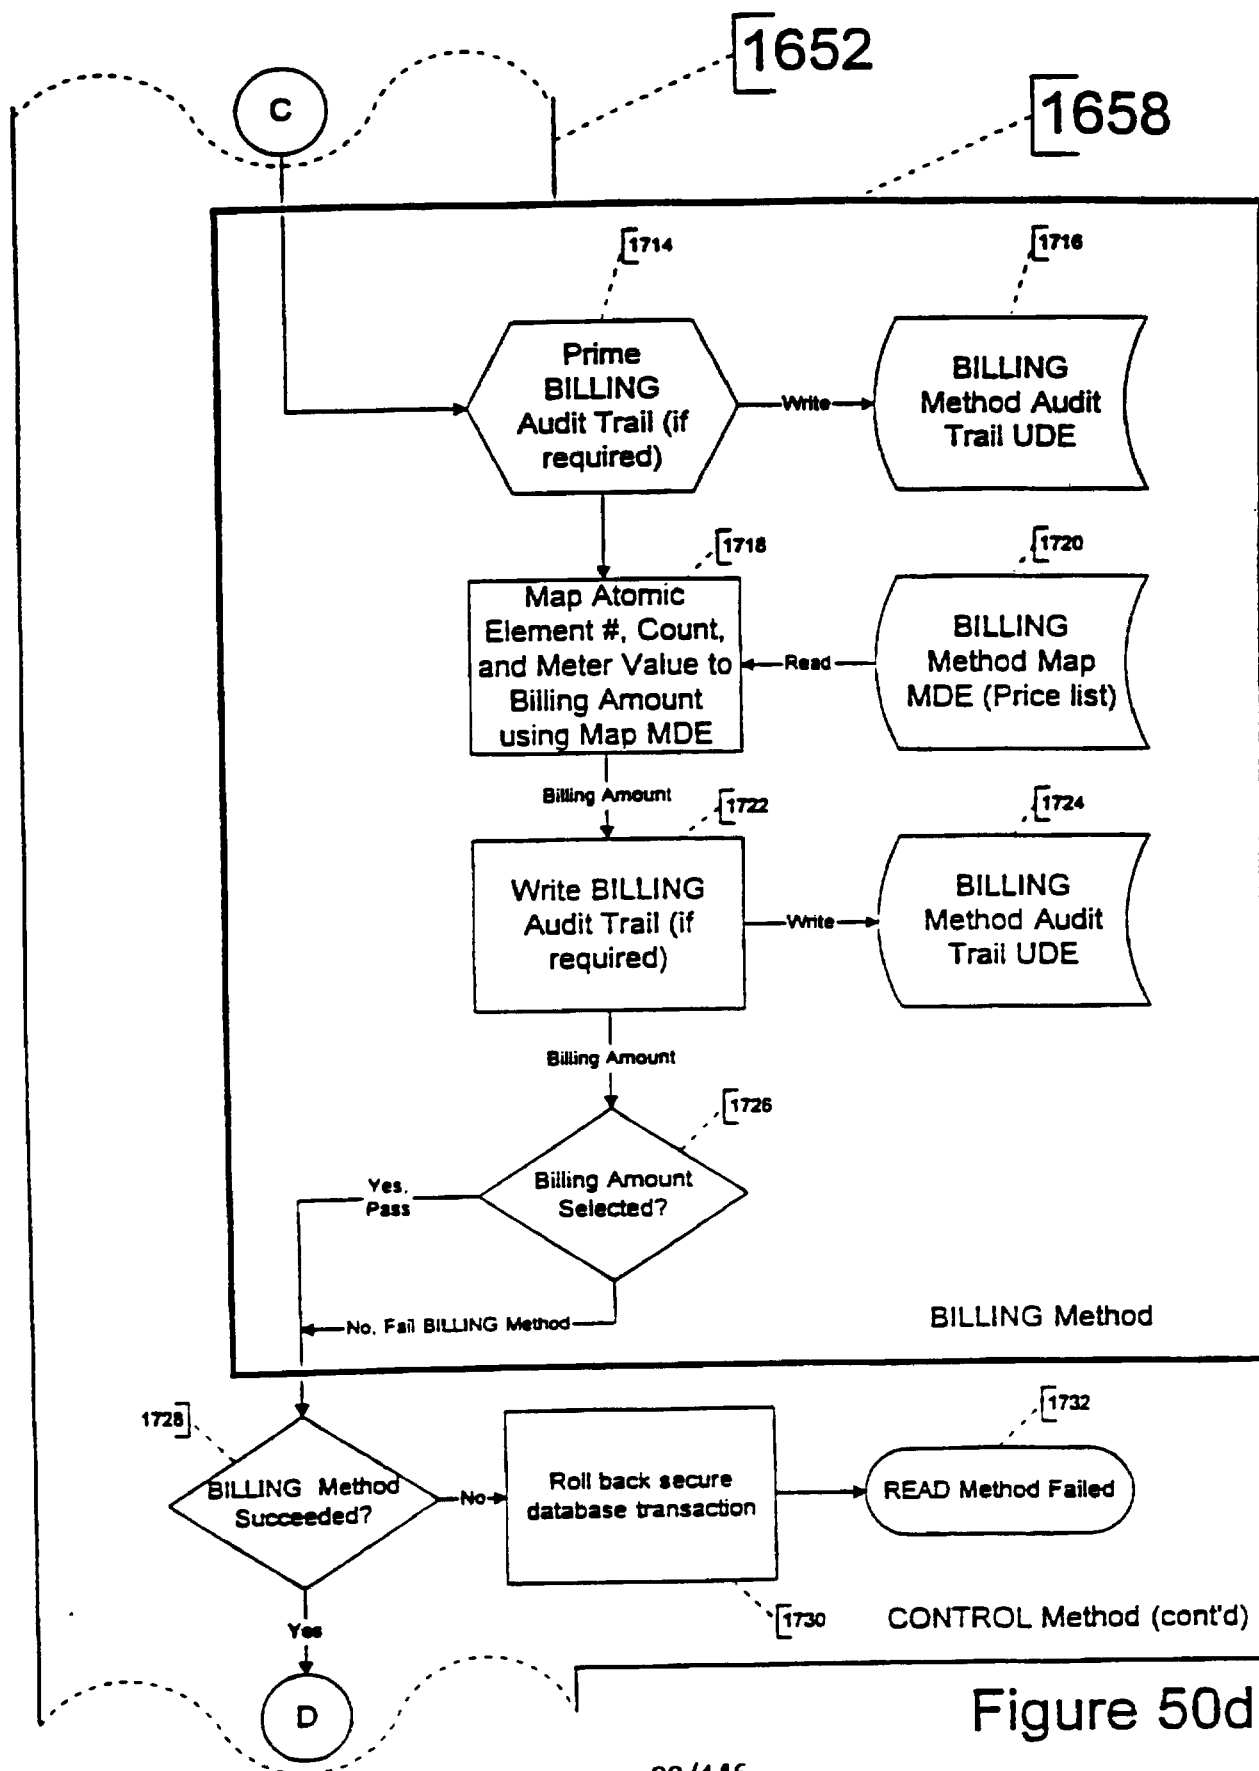 1652
C
1658
1714
1716
Prime
BILLING
Audit Trail (if
required)
Write
BILLING
Method Audit
Trail UDE
1718
1720
Map Atomic
Element #, Count,
and Meter Value to
Billing Amount
using Map MDE
Read
BILLING
Method Map
MDE (Price list)
Billing Amount
1722
1724
Write BILLING
Audit Trail (if
required)
Write
BILLING
Method Audit
Trail UDE
Billing Amount
1726
Billing Amount
Selected?
Yes,
Pass
No, Fail BILLING Method
BILLING Method
1728
1732
BILLING Method
Succeeded?
No
Roll back secure
database transaction
READ Method Failed
1730
CONTROL Method (cont'd)
Yes
D
Figure 50d